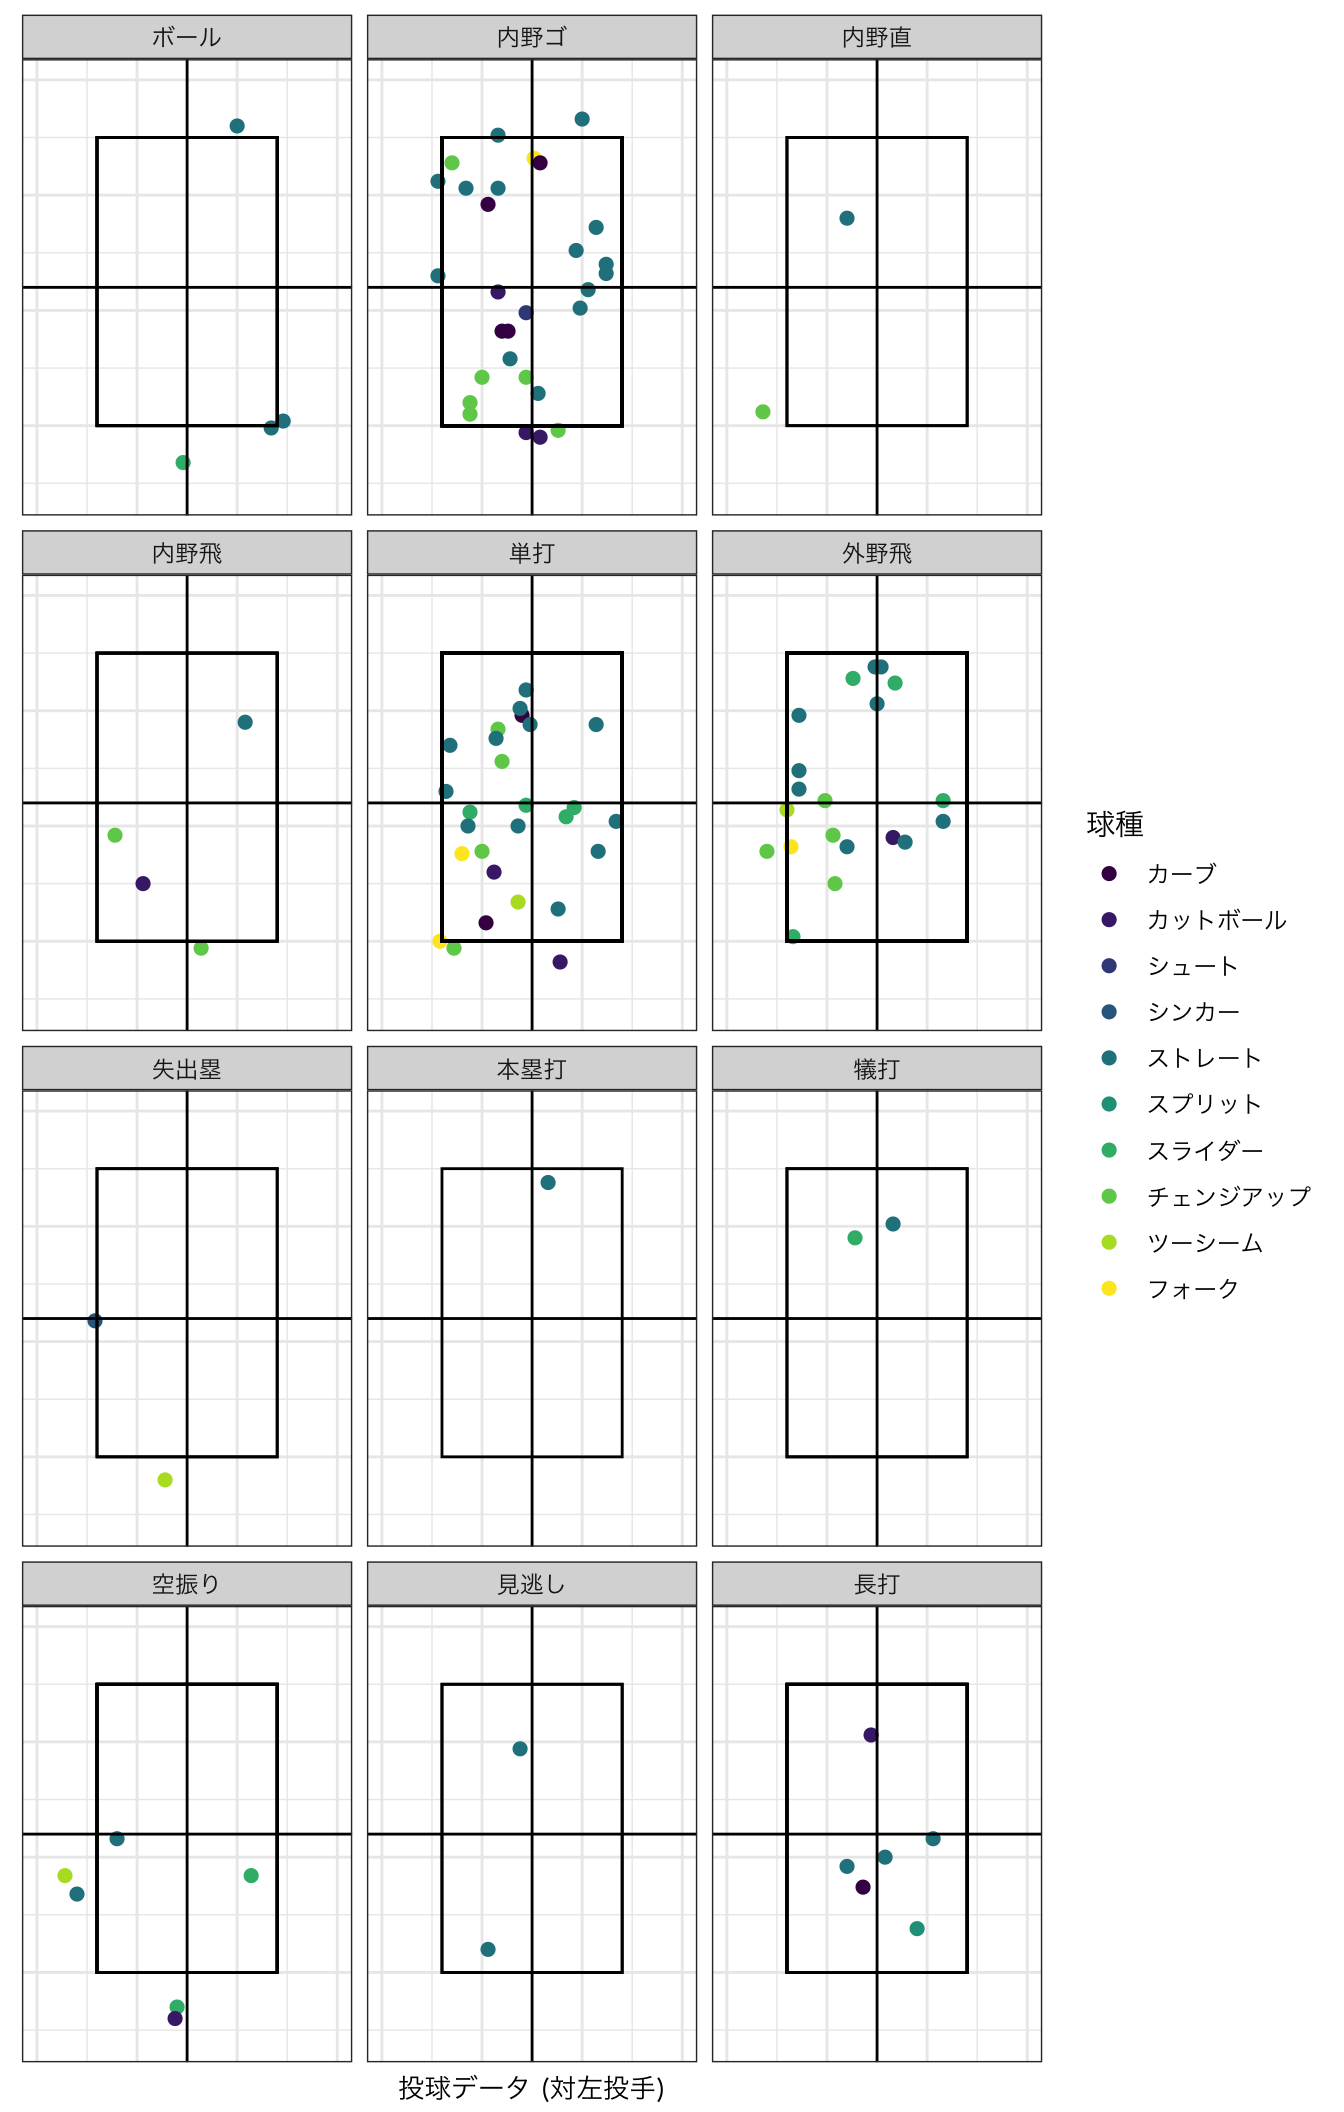 ボール
内野ゴ
内野直
内野飛
単打
外野飛
失出塁
本塁打
犠打
空振り
見逃し
長打
球種
カーブ
カットボール
シュート
シンカー
ストレート
スプリット
スライダー
チェンジアップ
ツーシーム
フォーク
投球データ (対左投手)